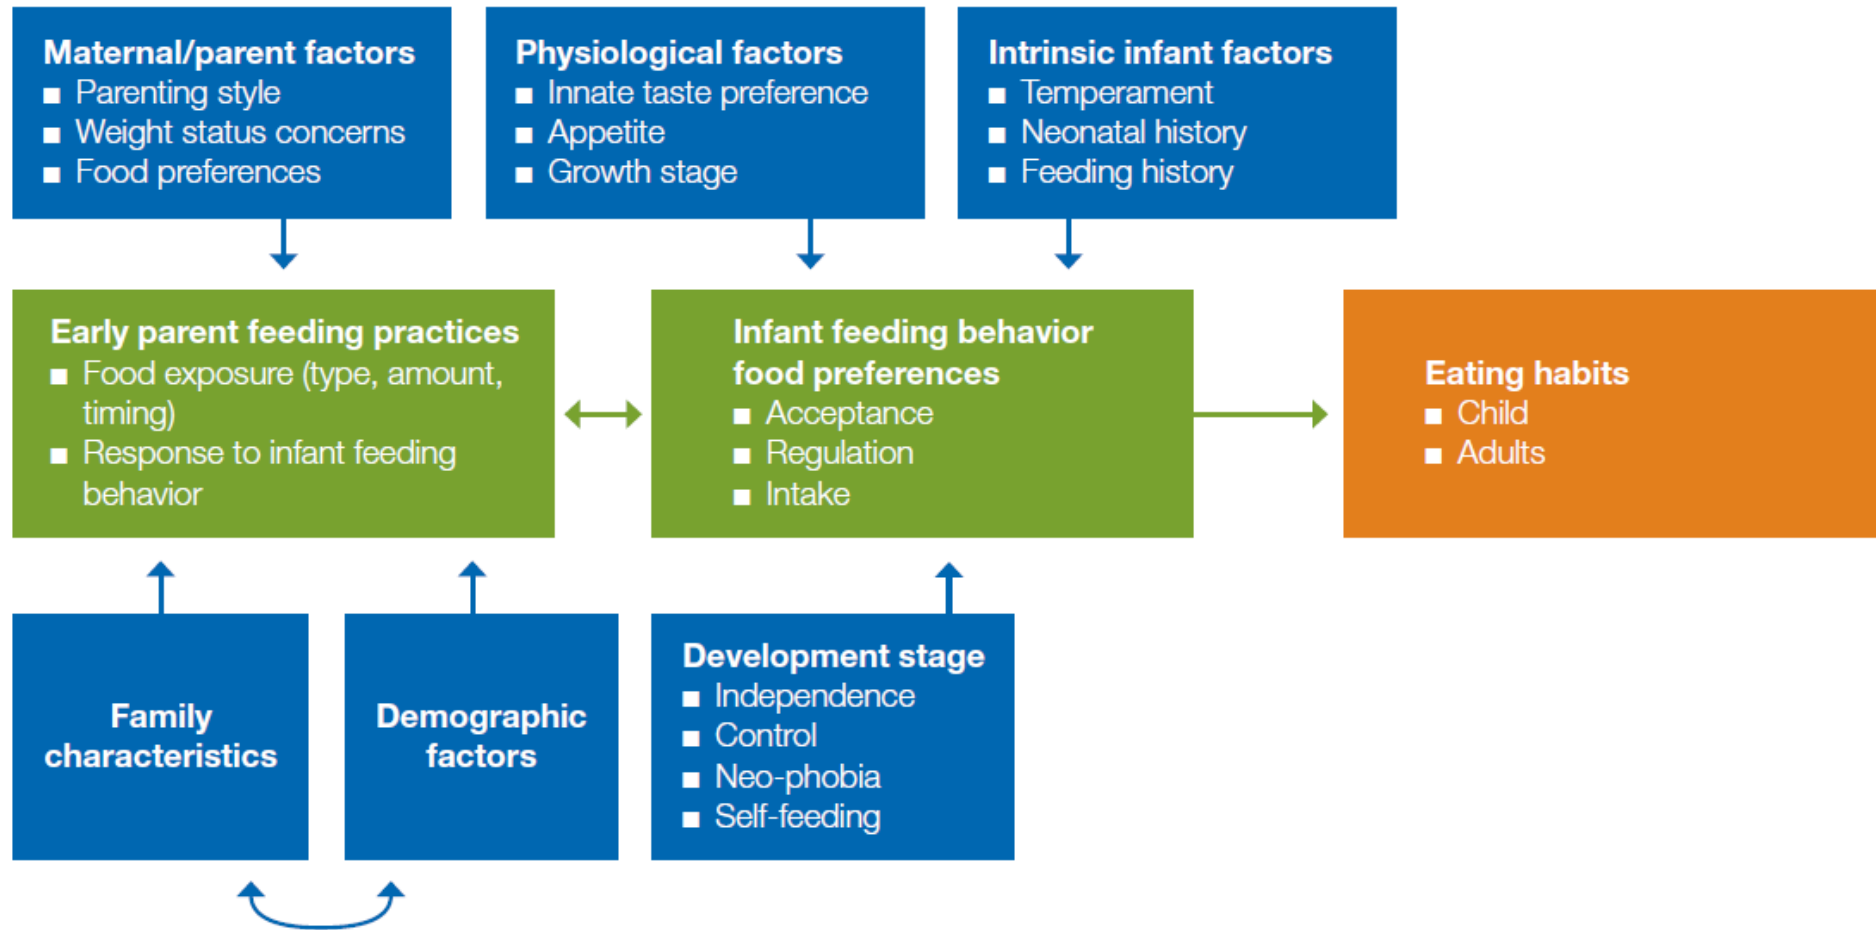 Maternal/parent factors
■ Parenting style
■ Weight status concerns
■ Food preferences
Physiological factors
■ Innate taste preference
■ Appetite
■ Growth stage
Intrinsic infant factors
■ Temperament
■ Neonatal history
■ Feeding history
Early parent feeding practices
■ Food exposure (type, amount,
timing)
■ Response to infant feeding
behavior
Infant feeding behavior
food preferences
■ Acceptance
■ Regulation
■ Intake
Eating habits
■ Child
■ Adults
Family
characteristics
Demographic
factors
Development stage
■ Independence
■ Control
■ Neo-phobia
■ Self-feeding